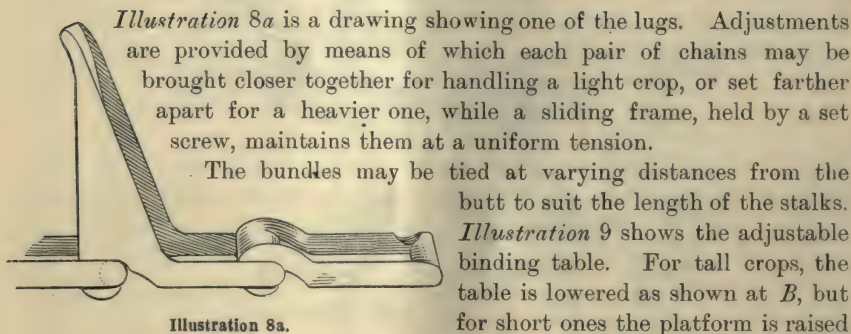 Illustration 8a is a drawing showing one of the lugs. Adjustments
are provided by means of which each pair of chains may be
brought closer together for handling a light crop, or set farther
apart for a heavier one, while a sliding frame, held by a set
screw, maintains them at a uniform tension.
The bundles may be tied at varying distances from the
butt to suit the length of the stalks.
Illustration 9 shows the adjustable
binding table. For tall crops, the
table is lowered as shown at B, but
for short ones the platform is raised
Illustration 8a.